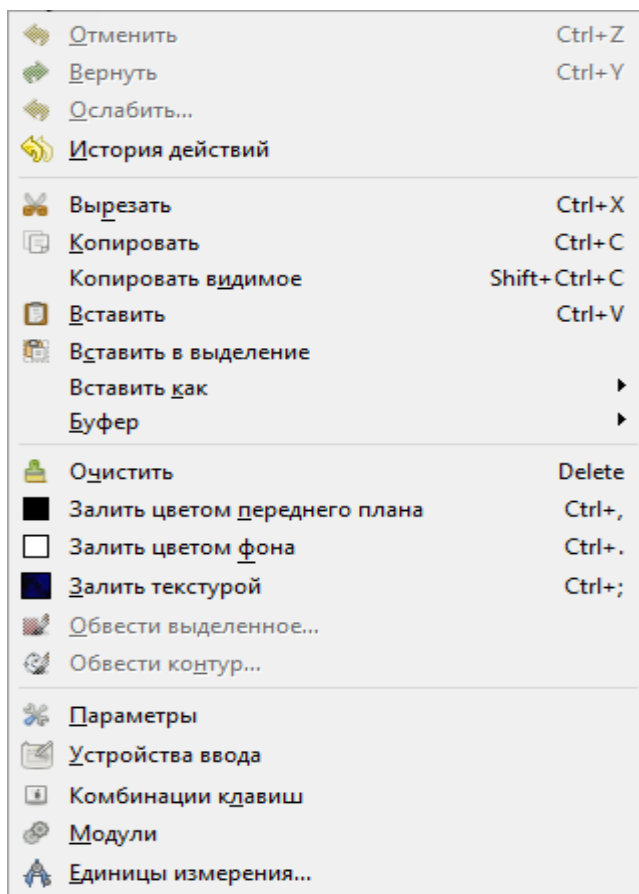 Отменить Ctrl+Z
Вернуть Ctrl+Y
Ослабить...
История действий
Вырезать Ctrl+X
Копировать Ctrl+C
Копировать видимое Shift+Ctrl+C
Вставить Ctrl+V
Вставить в выделение
Вставить как
Буфер
Очистить Delete
Залить цветом переднего плана Ctrl+,
Залить цветом фона Ctrl+.
Залить текстурой Ctrl+;
Обвести выделенное...
Обвести контур...
Параметры
Устройства ввода
Комбинации клавиш
Модули
Единицы измерения...